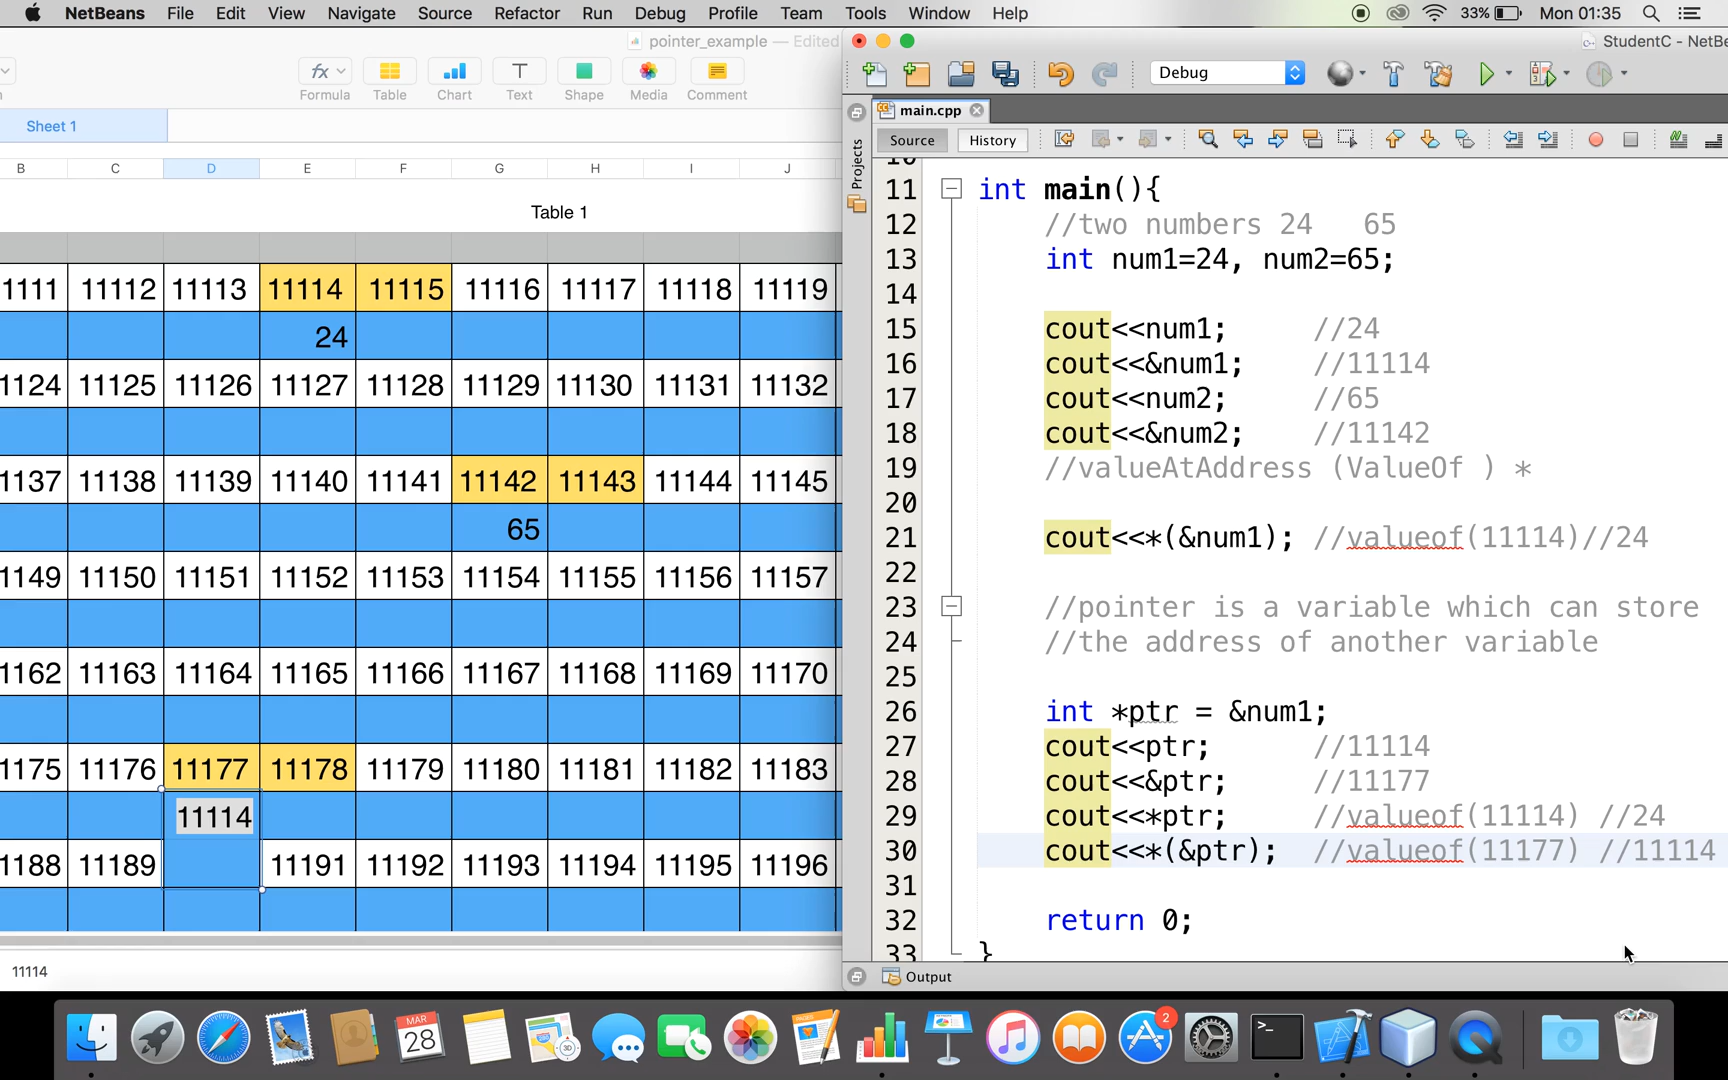 NetBeans File Edit View Navigate Source Refactor Run Debug Profile Team Tools Window Help 33% Mon 01:35
pointer_example — Edited
Formula Table Chart Text Shape Media Comment
Sheet 1
B C D E F G H I J
Table 1
1111 11112 11113 11114 11115 11116 11117 11118 11119
24
1124 11125 11126 11127 11128 11129 11130 11131 11132
1137 11138 11139 11140 11141 11142 11143 11144 11145
65
1149 11150 11151 11152 11153 11154 11155 11156 11157
1162 11163 11164 11165 11166 11167 11168 11169 11170
1175 11176 11177 11178 11179 11180 11181 11182 11183
11114
1188 11189 11191 11192 11193 11194 11195 11196
11114
StudentC - NetBe
Debug
main.cpp
Source History
Projects
11 int main(){
12 //two numbers 24   65
13 int num1=24, num2=65;
14
15 cout<<num1; //24
16 cout<<&num1; //11114
17 cout<<num2; //65
18 cout<<&num2; //11142
19 //valueAtAddress (ValueOf ) *
20
21 cout<<*(&num1); //valueof(11114)//24
22
23 //pointer is a variable which can store
24 //the address of another variable
25
26 int *ptr = &num1;
27 cout<<ptr; //11114
28 cout<<&ptr; //11177
29 cout<<*ptr; //valueof(11114) //24
30 cout<<*(&ptr); //valueof(11177) //11114
31
32 return 0;
33 }
Output
MAR
28
2